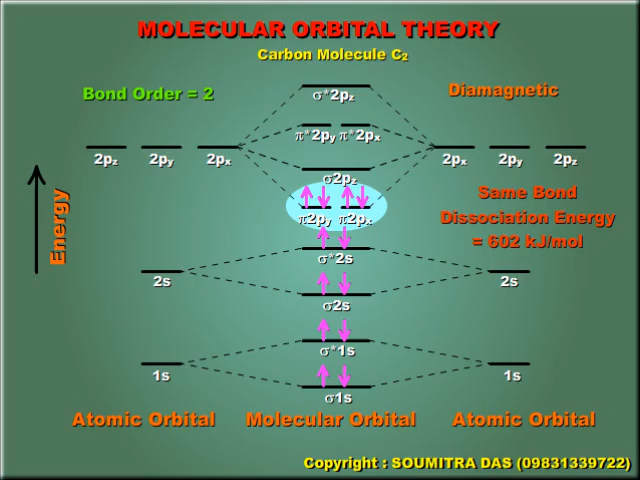 MOLECULAR ORBITAL THEORY
Carbon Molecule C₂
Bond Order = 2
Diamagnetic
σ*2pz
π*2py π*2px
2pz 2py 2px
2px 2py 2pz
σ2pz
Same Bond
Dissociation Energy
= 602 kJ/mol
π2py π2px
Energy
σ*2s
2s
2s
σ2s
σ*1s
1s
1s
σ1s
Atomic Orbital
Molecular Orbital
Atomic Orbital
Copyright : SOUMITRA DAS (09831339722)